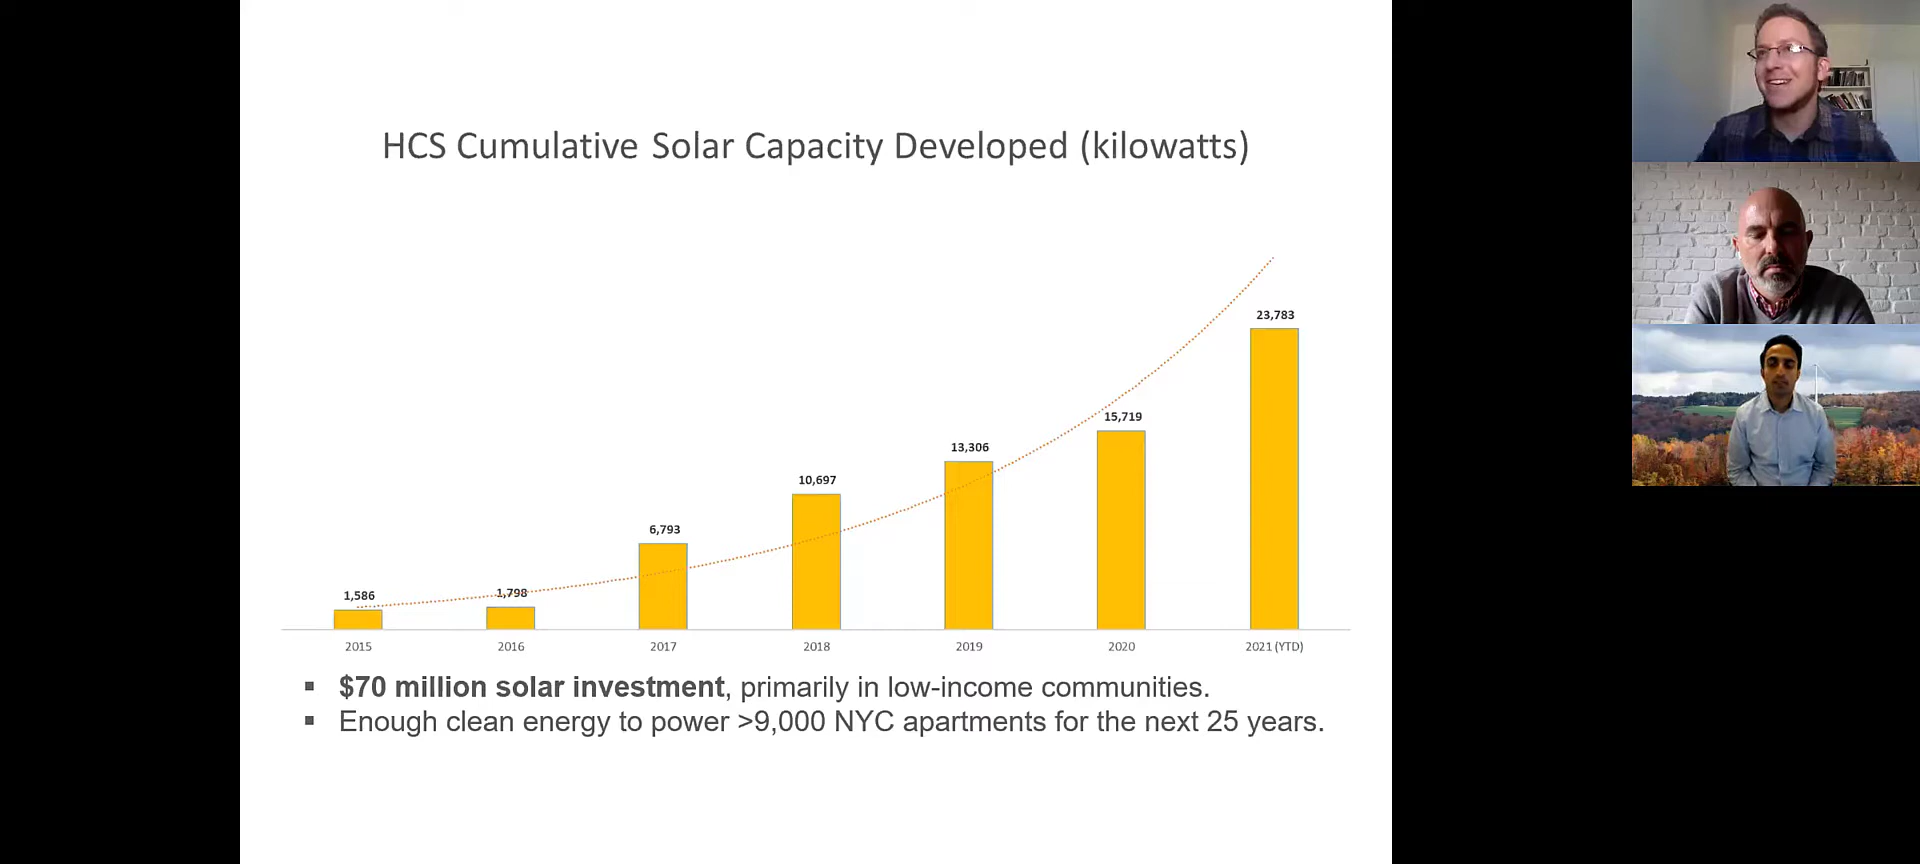 HCS Cumulative Solar Capacity Developed (kilowatts)
23,783
15,719
13,306
10,697
6,793
1,586
1,798
2015 2016 2017 2018 2019 2020 2021 (YTD)
▪ $70 million solar investment, primarily in low-income communities.
▪ Enough clean energy to power >9,000 NYC apartments for the next 25 years.